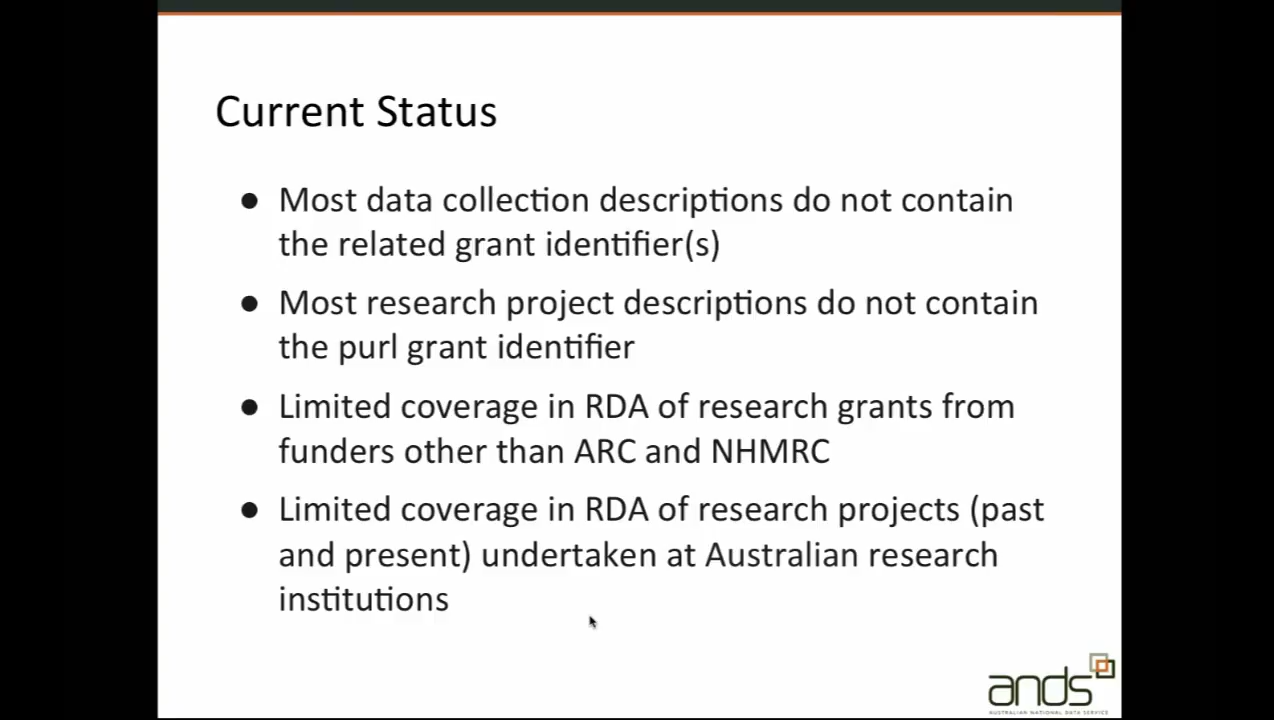 Current Status
● Most data collection descriptions do not contain
the related grant identifier(s)
● Most research project descriptions do not contain
the purl grant identifier
● Limited coverage in RDA of research grants from
funders other than ARC and NHMRC
● Limited coverage in RDA of research projects (past
and present) undertaken at Australian research
institutions
ands
AUSTRALIAN NATIONAL DATA SERVICE